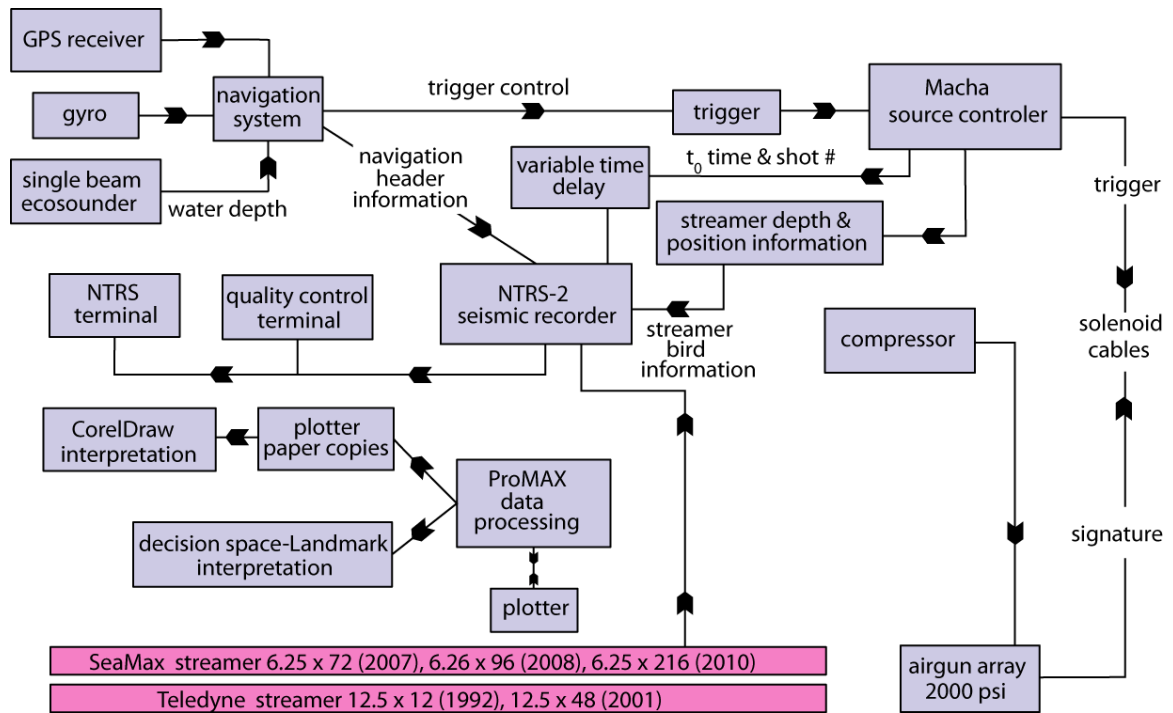 GPS receiver
gyro
single beam
ecosounder
water depth
navigation
system
trigger control
trigger
Macha
source controler
navigation
header
information
variable time
delay
t0 time & shot #
streamer depth &
position information
trigger
NTRS
terminal
quality control
terminal
NTRS-2
seismic recorder
streamer
bird
information
compressor
solenoid
cables
CorelDraw
interpretation
plotter
paper copies
ProMAX
data
processing
decision space-Landmark
interpretation
plotter
signature
SeaMax streamer 6.25 x 72 (2007), 6.26 x 96 (2008), 6.25 x 216 (2010)
Teledyne streamer 12.5 x 12 (1992), 12.5 x 48 (2001)
airgun array
2000 psi